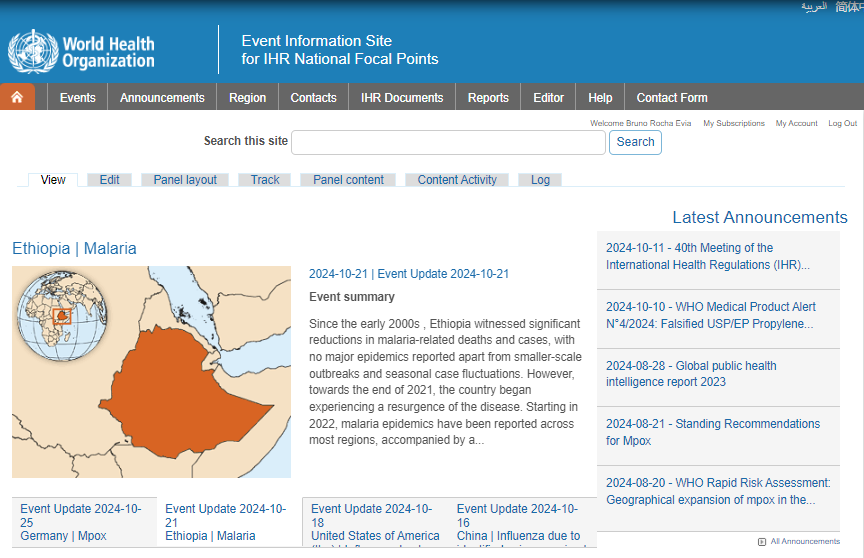 العربية 简体中
World Health
Organization
Event Information Site
for IHR National Focal Points
Events Announcements Region Contacts IHR Documents Reports Editor Help Contact Form
Welcome Bruno Rocha Evia My Subscriptions My Account Log Out
Search this site Search
View Edit Panel layout Track Panel content Content Activity Log
Latest Announcements
Ethiopia | Malaria
2024-10-21 | Event Update 2024-10-21
Event summary
Since the early 2000s , Ethiopia witnessed significant
reductions in malaria-related deaths and cases, with
no major epidemics reported apart from smaller-scale
outbreaks and seasonal case fluctuations. However,
towards the end of 2021, the country began
experiencing a resurgence of the disease. Starting in
2022, malaria epidemics have been reported across
most regions, accompanied by a...
2024-10-11 - 40th Meeting of the
International Health Regulations (IHR)...
2024-10-10 - WHO Medical Product Alert
N°4/2024: Falsified USP/EP Propylene...
2024-08-28 - Global public health
intelligence report 2023
2024-08-21 - Standing Recommendations
for Mpox
2024-08-20 - WHO Rapid Risk Assessment:
Geographical expansion of mpox in the...
All Announcements
Event Update 2024-10-
25
Germany | Mpox
Event Update 2024-10-
21
Ethiopia | Malaria
Event Update 2024-10-
18
United States of America
Event Update 2024-10-
16
China | Influenza due to